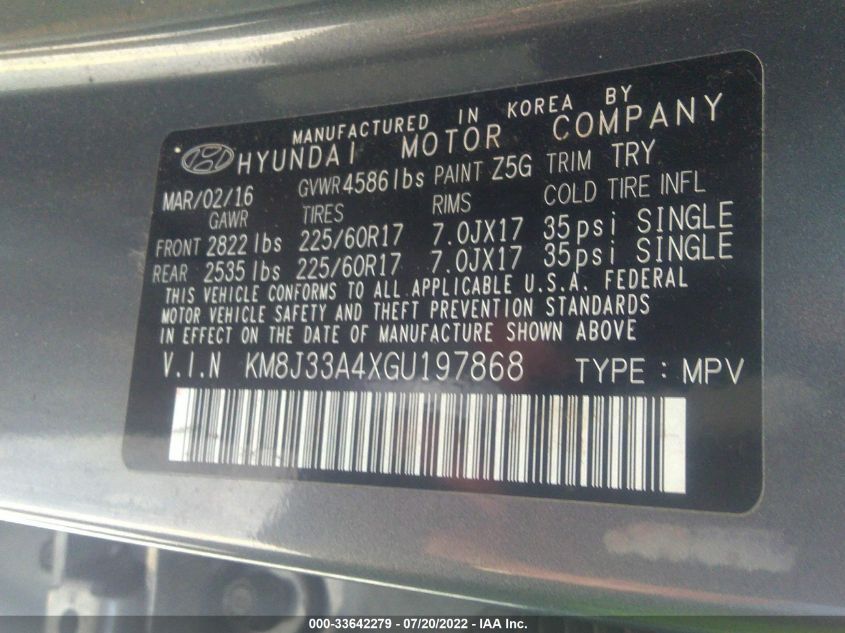 MANUFACTURED IN KOREA BY
HYUNDAI MOTOR COMPANY
MAR/02/16 GVWR 4586lbs PAINT Z5G TRIM TRY
GAWR TIRES RIMS COLD TIRE INFL
FRONT 2822 lbs 225/60R17 7.0JX17 35psi SINGLE
REAR 2535 lbs 225/60R17 7.0JX17 35psi SINGLE
THIS VEHICLE CONFORMS TO ALL APPLICABLE U.S.A. FEDERAL
MOTOR VEHICLE SAFETY AND THEFT PREVENTION STANDARDS
IN EFFECT ON THE DATE OF MANUFACTURE SHOWN ABOVE
V.I.N KM8J33A4XGU197868 TYPE : MPV
000-33642279 - 07/20/2022 - IAA Inc.